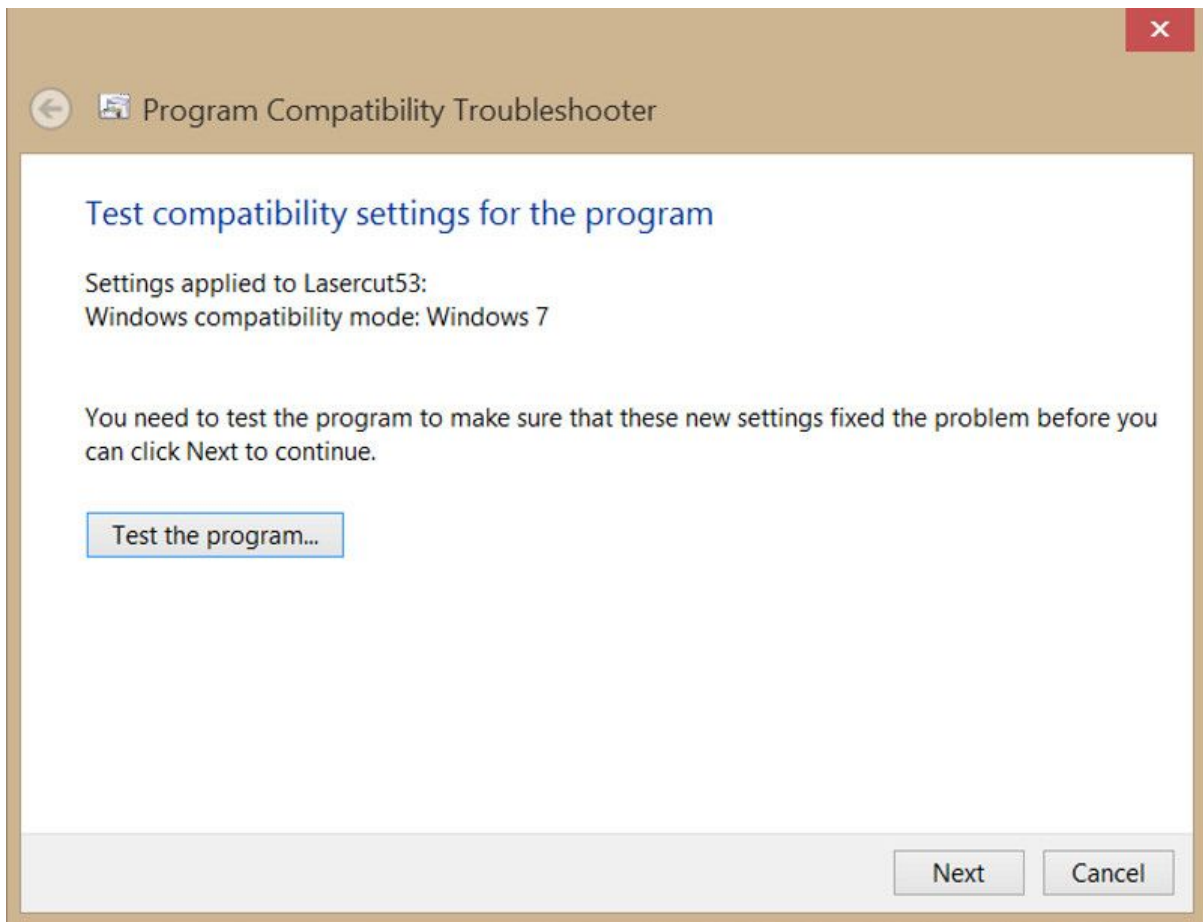 Program Compatibility Troubleshooter
Test compatibility settings for the program
Settings applied to Lasercut53:
Windows compatibility mode: Windows 7
You need to test the program to make sure that these new settings fixed the problem before you
can click Next to continue.
Test the program...
Next
Cancel